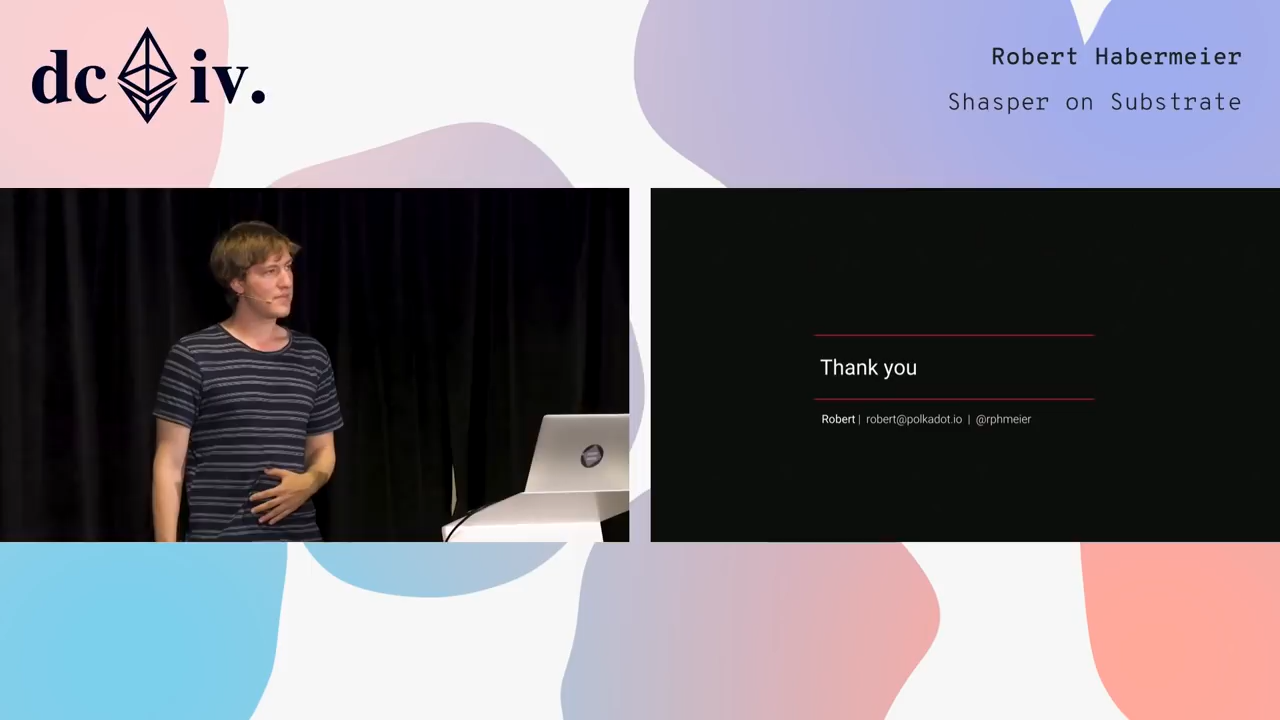 dc iv.
Robert Habermeier
Shasper on Substrate
Thank you
Robert | robert@polkadot.io | @rphmeier